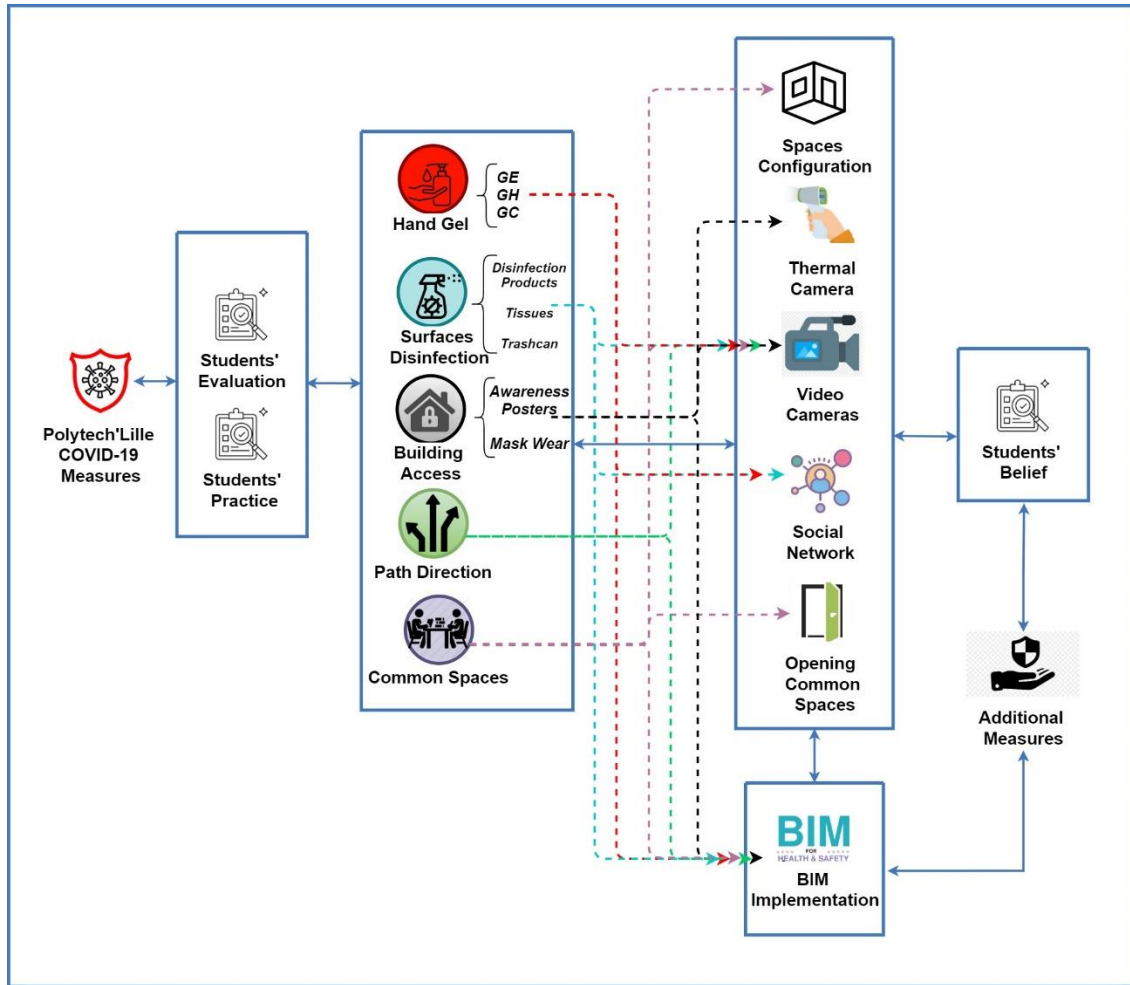 Polytech'Lille
COVID-19
Measures
Students'
Evaluation
Students'
Practice
Hand Gel
GE
GH
GC
Surfaces
Disinfection
Disinfection
Products
Tissues
Trashcan
Building
Access
Awareness
Posters
Mask Wear
Path Direction
Common Spaces
Spaces
Configuration
Thermal
Camera
Video
Cameras
Social
Network
Opening
Common
Spaces
BIM
FOR
HEALTH & SAFETY
BIM
Implementation
Students'
Belief
Additional
Measures